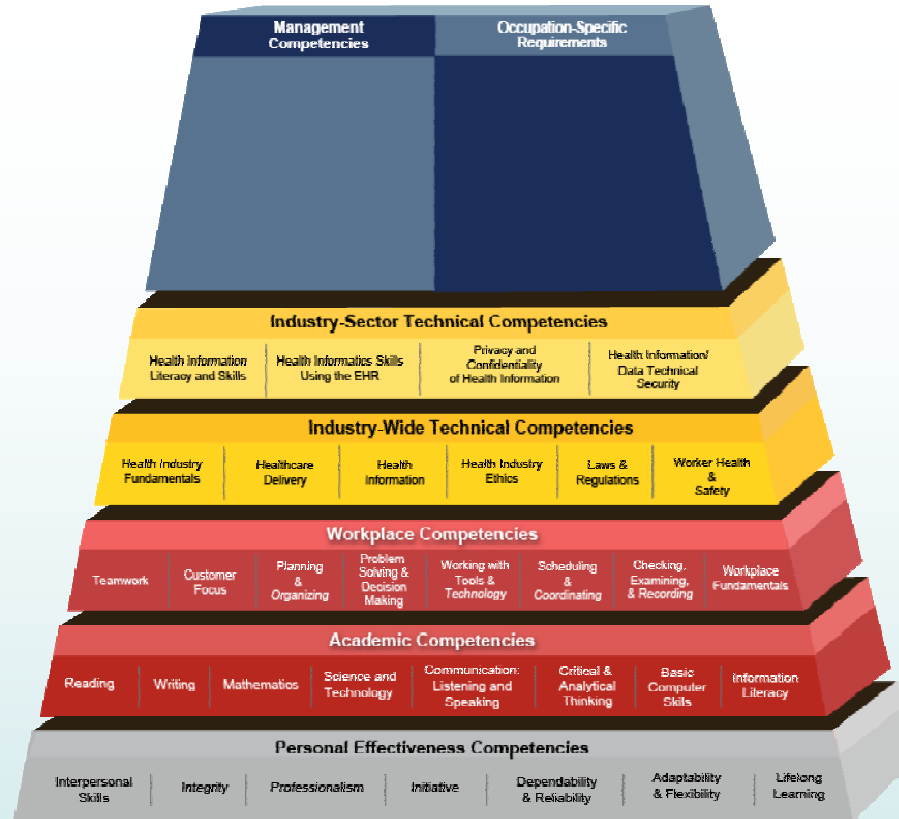 Management
Competencies
Occupation-Specific
Requirements
Industry-Sector Technical Competencies
Health Information
Literacy and Skills
Health Informatics Skills
Using the EHR
Privacy and
Confidentiality
of Health Information
Health Information/
Data Technical
Security
Industry-Wide Technical Competencies
Health Industry
Fundamentals
Healthcare
Delivery
Health
Information
Health Industry
Ethics
Laws &
Regulations
Worker Health
&
Safety
Workplace Competencies
Teamwork
Customer
Focus
Planning
&
Organizing
Problem
Solving &
Decision
Making
Working with
Tools &
Technology
Scheduling
&
Coordinating
Checking,
Examining,
& Recording
Workplace
Fundamentals
Academic Competencies
Reading
Writing
Mathematics
Science and
Technology
Communication:
Listening and
Speaking
Critical &
Analytical
Thinking
Basic
Computer
Skills
Information
Literacy
Personal Effectiveness Competencies
Interpersonal
Skills
Integrity
Professionalism
Initiative
Dependability
& Reliability
Adaptability
& Flexibility
Lifelong
Learning